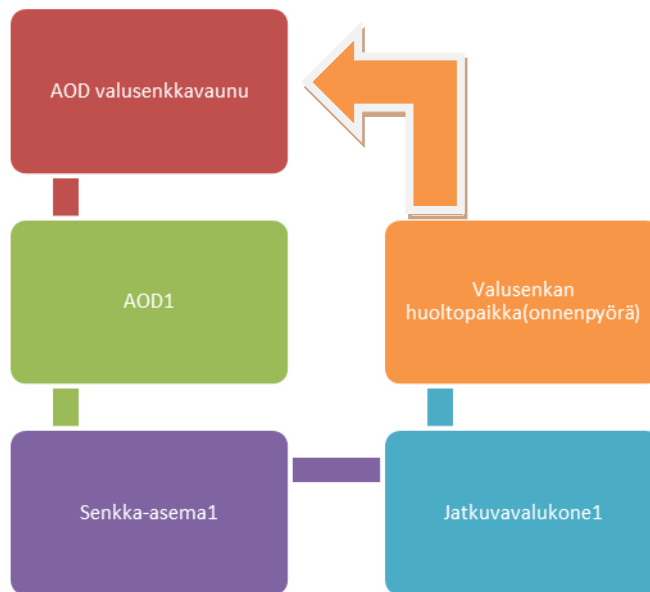 AOD valusenkkavaunu
AOD1
Senkka-asema1
Jatkuvavalukone1
Valusenkan
huoltopaikka(onnenpyörä)